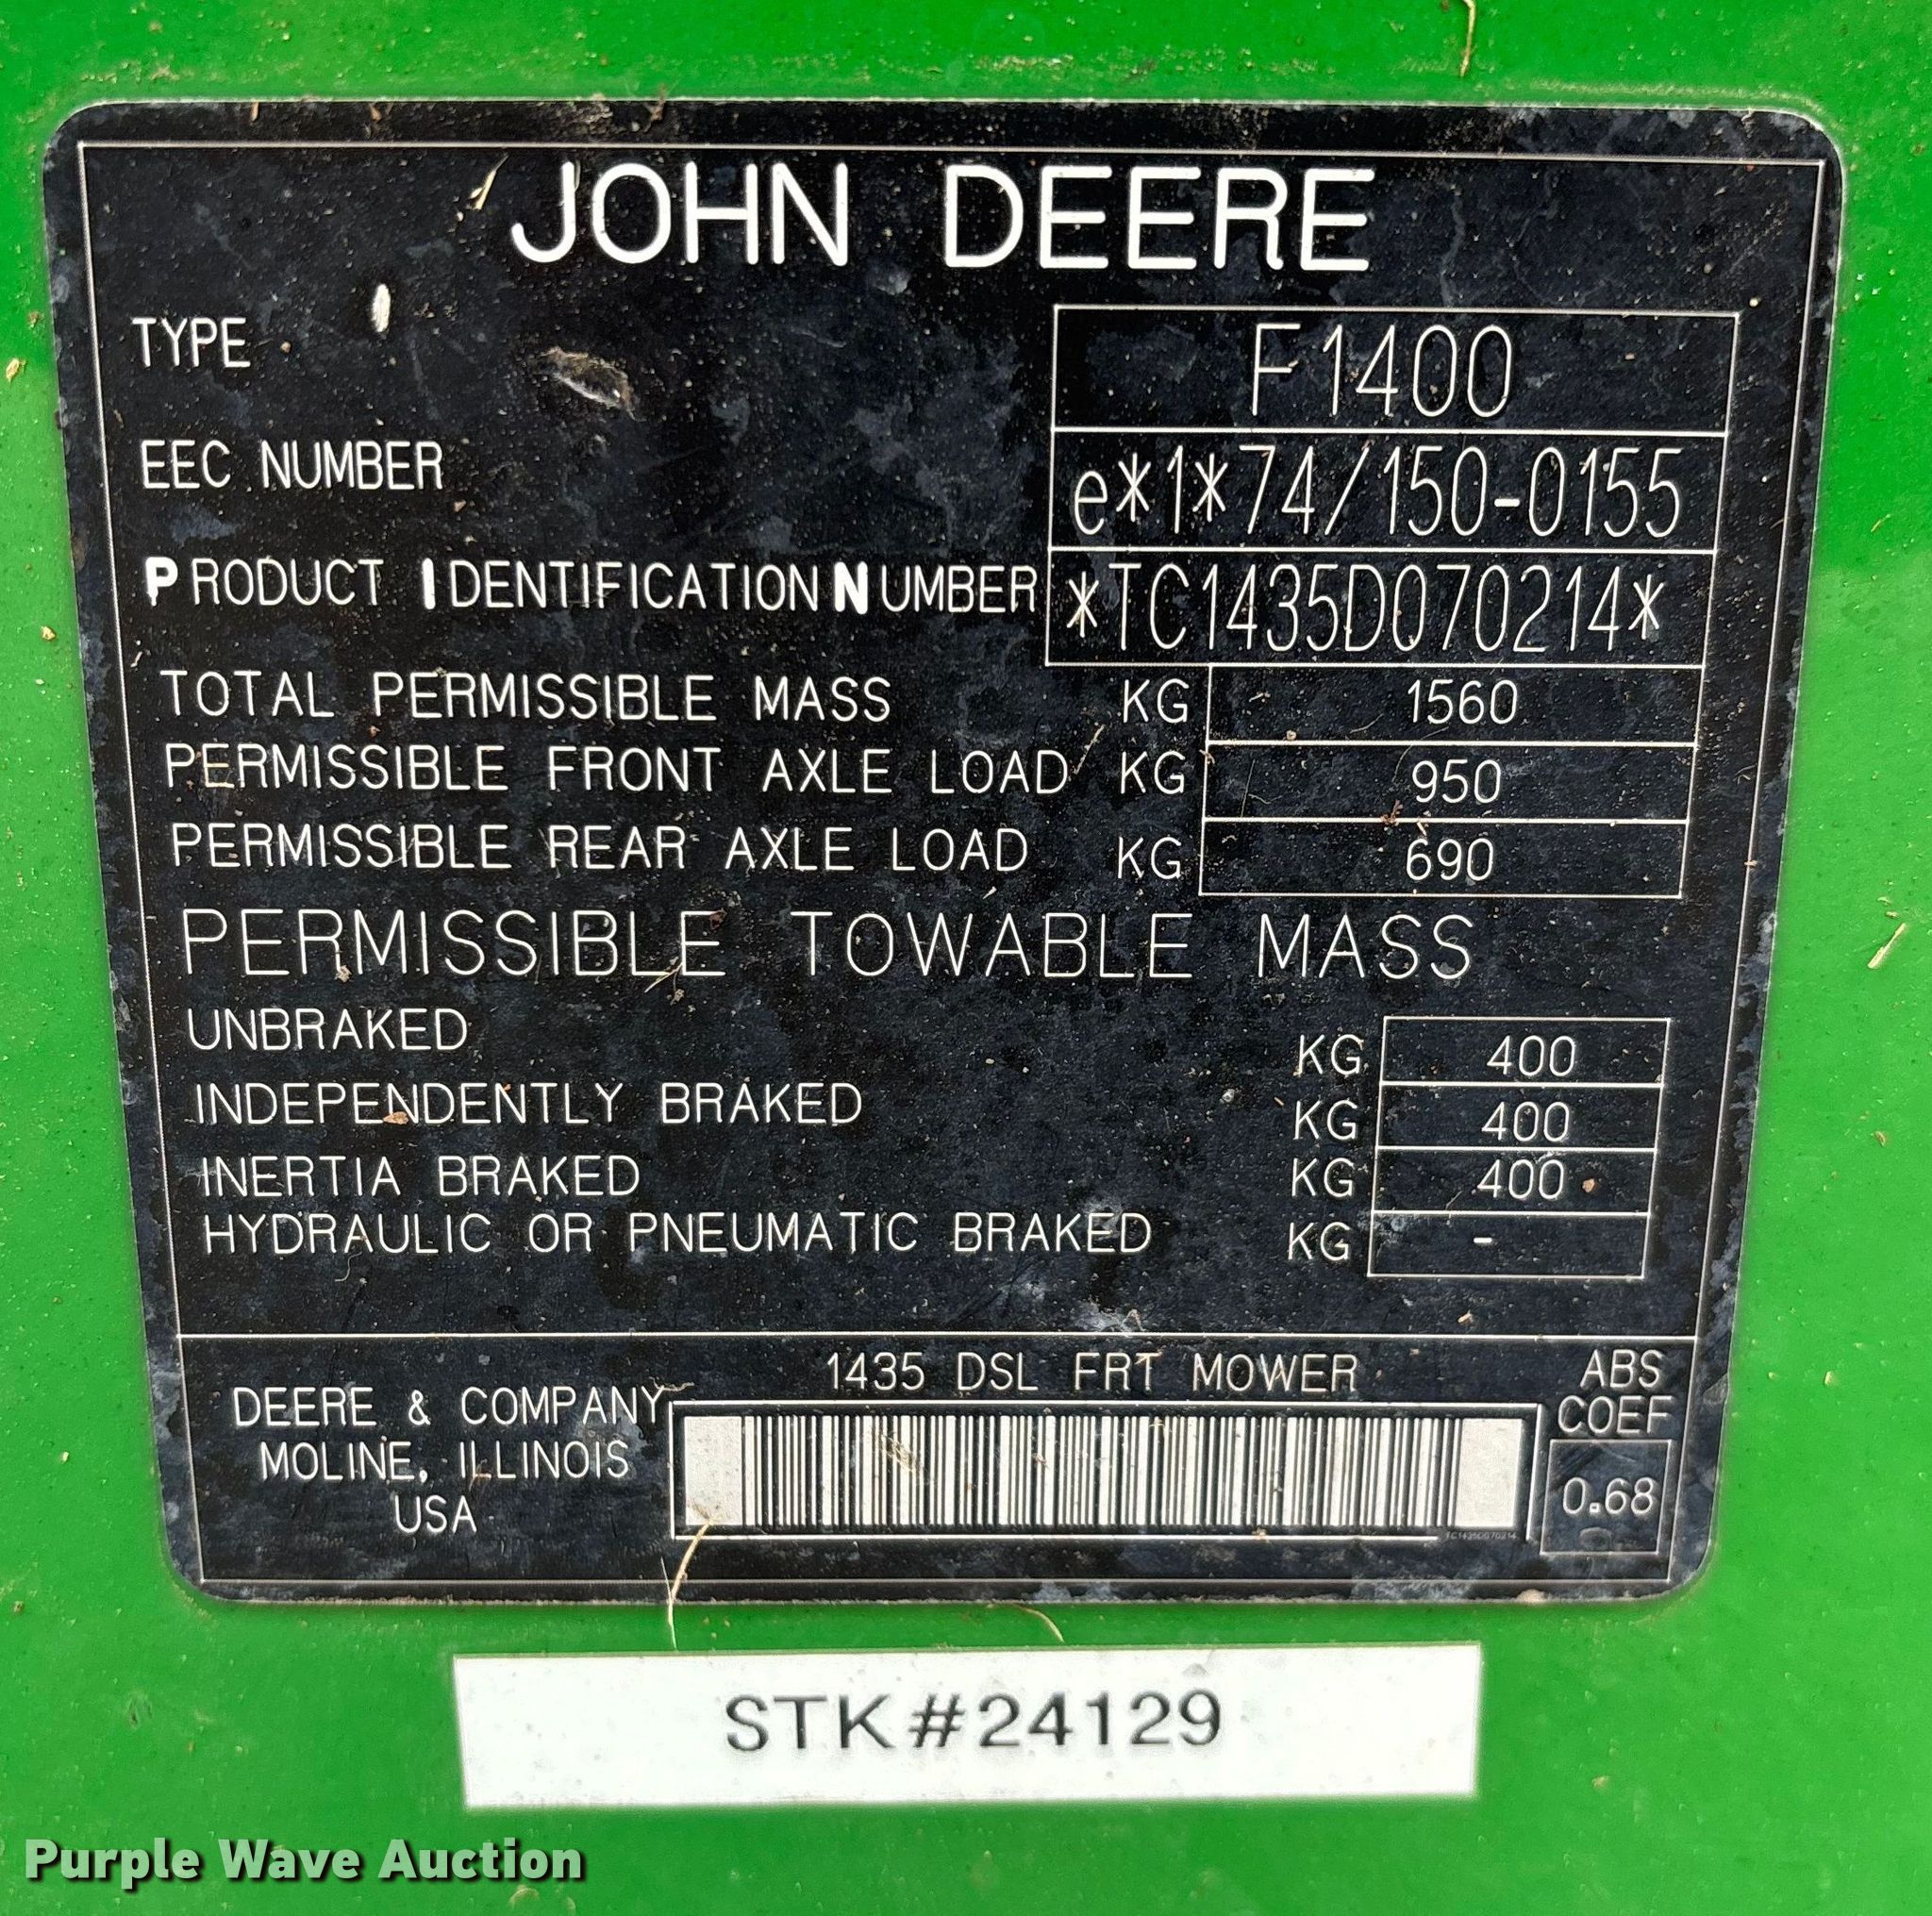 JOHN DEERE
TYPE F1400
EEC NUMBER e*1*74/150-0155
PRODUCT IDENTIFICATION NUMBER *TC1435D070214*
TOTAL PERMISSIBLE MASS KG 1560
PERMISSIBLE FRONT AXLE LOAD KG 950
PERMISSIBLE REAR AXLE LOAD KG 690
PERMISSIBLE TOWABLE MASS
UNBRAKED KG 400
INDEPENDENTLY BRAKED KG 400
INERTIA BRAKED KG 400
HYDRAULIC OR PNEUMATIC BRAKED KG -
DEERE & COMPANY
MOLINE, ILLINOIS
USA
1435 DSL FRT MOWER
TC1435D070214
ABS
COEF
0.68
STK#24129
Purple Wave Auction